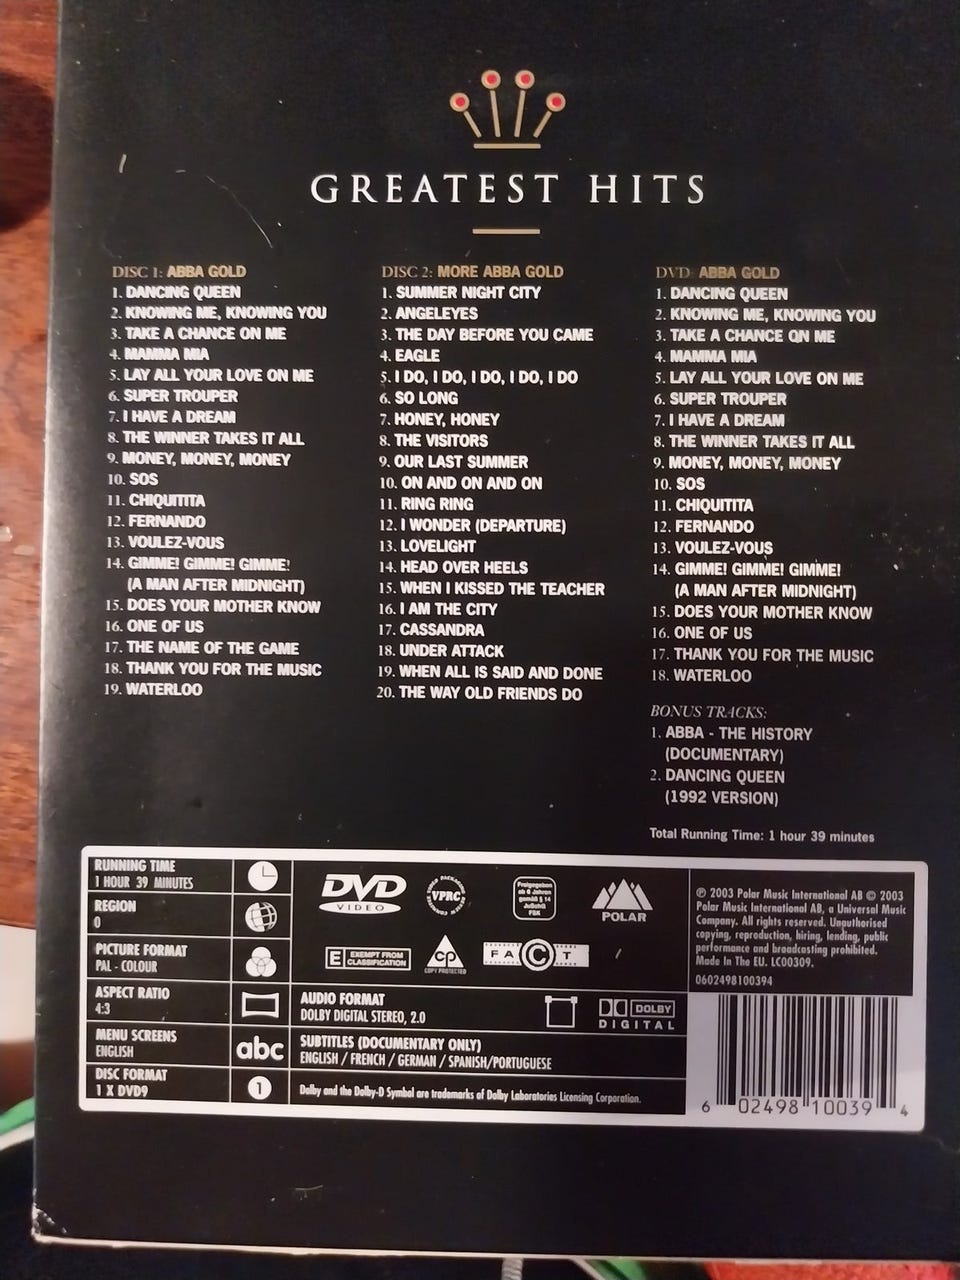 GREATEST HITS
DISC 1: ABBA GOLD
1. DANCING QUEEN
2. KNOWING ME, KNOWING YOU
3. TAKE A CHANCE ON ME
4. MAMMA MIA
5. LAY ALL YOUR LOVE ON ME
6. SUPER TROUPER
7. I HAVE A DREAM
8. THE WINNER TAKES IT ALL
9. MONEY, MONEY, MONEY
10. SOS
11. CHIQUITITA
12. FERNANDO
13. VOULEZ-VOUS
14. GIMME! GIMME! GIMME!
(A MAN AFTER MIDNIGHT)
15. DOES YOUR MOTHER KNOW
16. ONE OF US
17. THE NAME OF THE GAME
18. THANK YOU FOR THE MUSIC
19. WATERLOO
DISC 2: MORE ABBA GOLD
1. SUMMER NIGHT CITY
2. ANGELEYES
3. THE DAY BEFORE YOU CAME
4. EAGLE
5. I DO, I DO, I DO, I DO, I DO
6. SO LONG
7. HONEY, HONEY
8. THE VISITORS
9. OUR LAST SUMMER
10. ON AND ON AND ON
11. RING RING
12. I WONDER (DEPARTURE)
13. LOVELIGHT
14. HEAD OVER HEELS
15. WHEN I KISSED THE TEACHER
16. I AM THE CITY
17. CASSANDRA
18. UNDER ATTACK
19. WHEN ALL IS SAID AND DONE
20. THE WAY OLD FRIENDS DO
DVD: ABBA GOLD
1. DANCING QUEEN
2. KNOWING ME, KNOWING YOU
3. TAKE A CHANCE ON ME
4. MAMMA MIA
5. LAY ALL YOUR LOVE ON ME
6. SUPER TROUPER
7. I HAVE A DREAM
8. THE WINNER TAKES IT ALL
9. MONEY, MONEY, MONEY
10. SOS
11. CHIQUITITA
12. FERNANDO
13. VOULEZ-VOUS
14. GIMME! GIMME! GIMME!
(A MAN AFTER MIDNIGHT)
15. DOES YOUR MOTHER KNOW
16. ONE OF US
17. THANK YOU FOR THE MUSIC
18. WATERLOO
BONUS TRACKS:
1. ABBA - THE HISTORY
(DOCUMENTARY)
2. DANCING QUEEN
(1992 VERSION)
Total Running Time: 1 hour 39 minutes
RUNNING TIME
1 HOUR 39 MINUTES
REGION
0
PICTURE FORMAT
PAL - COLOUR
ASPECT RATIO
4:3
MENU SCREENS
ENGLISH
DISC FORMAT
1 X DVD9
abc
1
DVD
VIDEO
VPRC
Freigegeben
ab 0 Jahren
gemäß § 14
JuSchG
FSK
POLAR
E EXEMPT FROM
CLASSIFICATION
CP
COPY PROTECTED
FACT
AUDIO FORMAT
DOLBY DIGITAL STEREO, 2.0
DOLBY
DIGITAL
SUBTITLES (DOCUMENTARY ONLY)
ENGLISH / FRENCH / GERMAN / SPANISH/PORTUGUESE
Dolby and the Dolby-D Symbol are trademarks of Dolby Laboratories Licensing Corporation.
℗ 2003 Polar Music International AB © 2003
Polar Music International AB, a Universal Music
Company. All rights reserved. Unauthorised
copying, reproduction, hiring, lending, public
performance and broadcasting prohibited.
Made In The EU. LC00309.
0602498100394
6 02498 10039 4